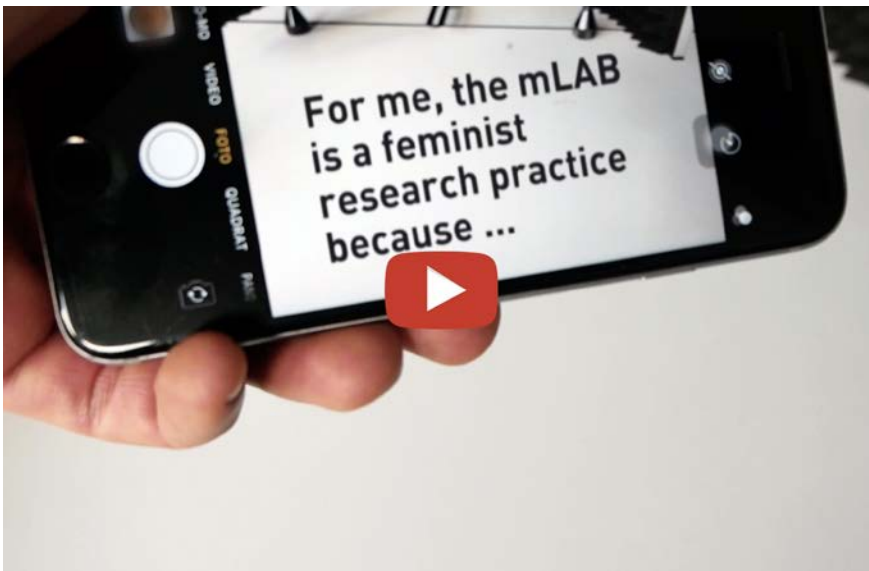 For me, the mLAB
is a feminist
research practice
because ...
VIDEO
FOTO
QUADRAT